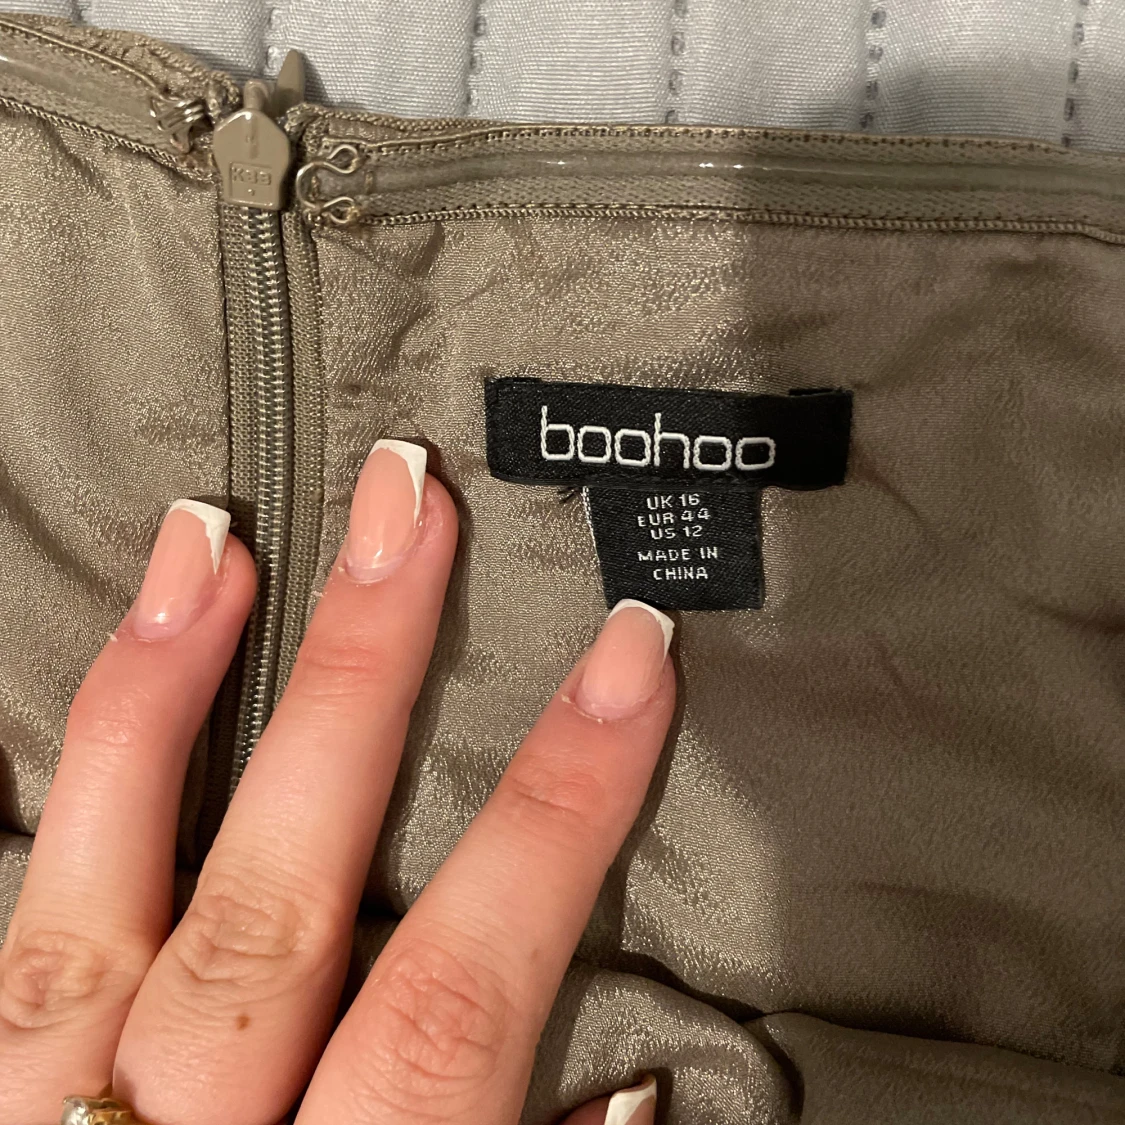 boohoo
UK 16
EUR 44
US 12
MADE IN
CHINA